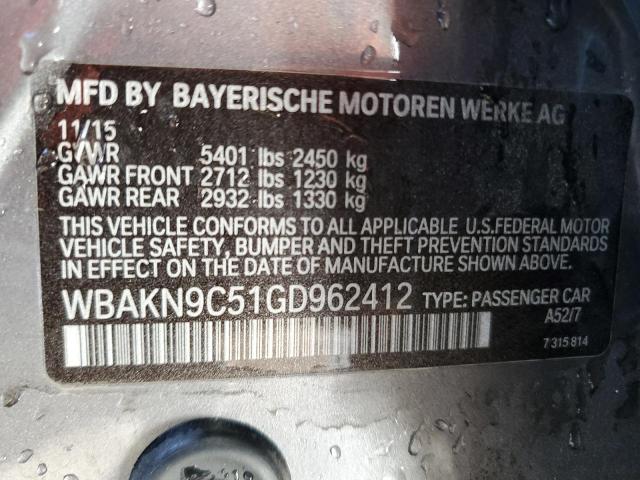 MFD BY BAYERISCHE MOTOREN WERKE AG
11/15
GVWR 5401 lbs 2450 kg
GAWR FRONT 2712 lbs 1230 kg
GAWR REAR 2932 lbs 1330 kg
THIS VEHICLE CONFORMS TO ALL APPLICABLE U.S.FEDERAL MOTOR
VEHICLE SAFETY, BUMPER AND THEFT PREVENTION STANDARDS
IN EFFECT ON THE DATE OF MANUFACTURE SHOWN ABOVE.
WBAKN9C51GD962412 TYPE: PASSENGER CAR
A52/7
7 315 814